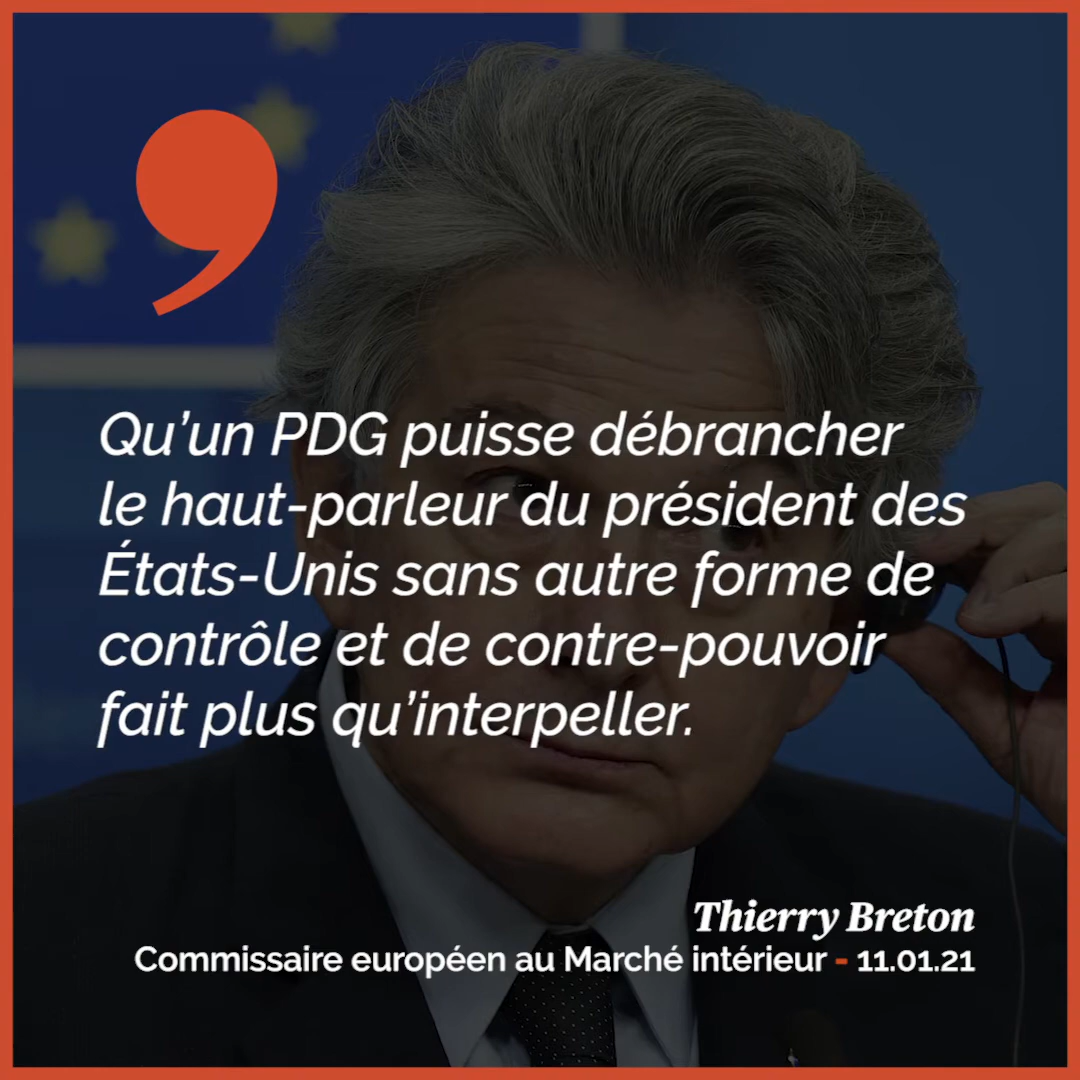 Qu’un PDG puisse débrancher
le haut-parleur du président des
États-Unis sans autre forme de
contrôle et de contre-pouvoir
fait plus qu’interpeller.
Thierry Breton
Commissaire européen au Marché intérieur - 11.01.21